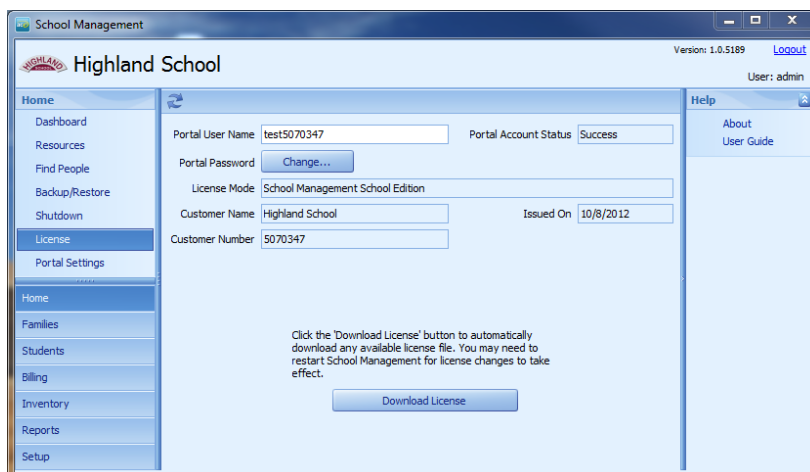 School Management
HIGHLAND
Highland School
Version: 1.0.5189
Logout
User: admin
Home
Dashboard
Resources
Find People
Backup/Restore
Shutdown
License
Portal Settings
Home
Families
Students
Billing
Inventory
Reports
Setup
Portal User Name test5070347 Portal Account Status Success
Portal Password Change...
License Mode School Management School Edition
Customer Name Highland School Issued On 10/8/2012
Customer Number 5070347
Click the 'Download License' button to automatically
download any available license file. You may need to
restart School Management for license changes to take
effect.
Download License
Help
About
User Guide